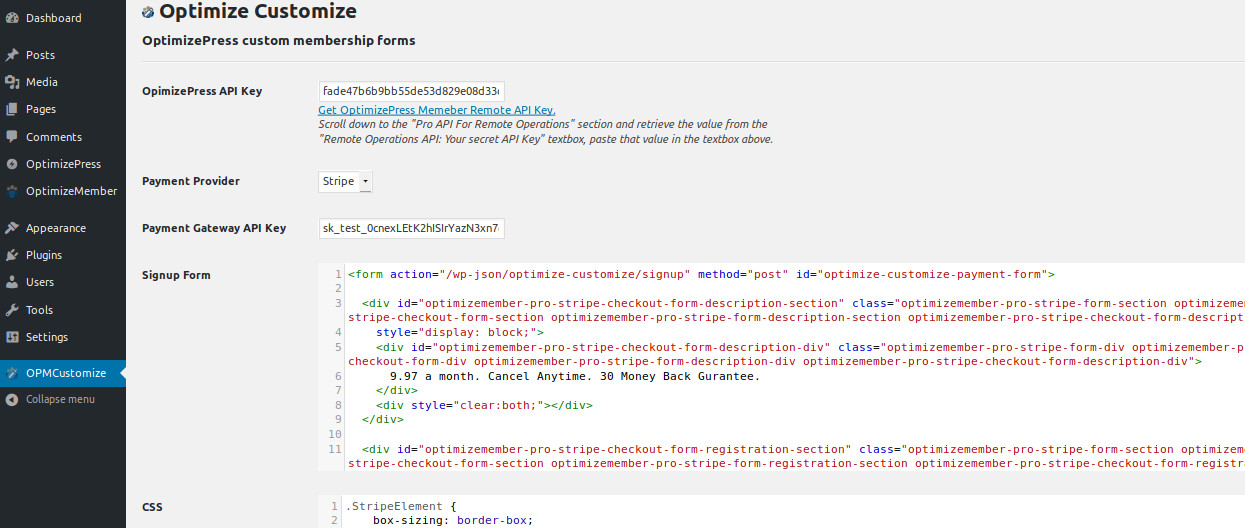 Optimize Customize
OptimizePress custom membership forms
Dashboard
Posts
Media
Pages
Comments
OptimizePress
OptimizeMember
Appearance
Plugins
Users
Tools
Settings
OPMCustomize
Collapse menu
OpimizePress API Key
fade47b6b9bb55de53d829e08d33
Get OptimizePress Memeber Remote API Key.
Scroll down to the "Pro API For Remote Operations" section and retrieve the value from the
"Remote Operations API: Your secret API Key" textbox, paste that value in the textbox above.
Payment Provider
Stripe
Payment Gateway API Key
sk_test_0cnexLEtK2hISIrYazN3xn7
Signup Form
1 <form action="/wp-json/optimize-customize/signup" method="post" id="optimize-customize-payment-form">
2
3 <div id="optimizemember-pro-stripe-checkout-form-description-section" class="optimizemember-pro-stripe-form-section optimizeme
stripe-checkout-form-section optimizemember-pro-stripe-form-description-section optimizemember-pro-stripe-checkout-form-descript
4 style="display: block;">
5 <div id="optimizemember-pro-stripe-checkout-form-description-div" class="optimizemember-pro-stripe-form-div optimizemember-p
checkout-form-div optimizemember-pro-stripe-form-description-div optimizemember-pro-stripe-checkout-form-description-div">
6 9.97 a month. Cancel Anytime. 30 Money Back Gurantee.
7 </div>
8 <div style="clear:both;"></div>
9 </div>
10
11 <div id="optimizemember-pro-stripe-checkout-form-registration-section" class="optimizemember-pro-stripe-form-section optimizem
stripe-checkout-form-section optimizemember-pro-stripe-form-registration-section optimizemember-pro-stripe-checkout-form-registr
CSS
1 .StripeElement {
2 box-sizing: border-box;